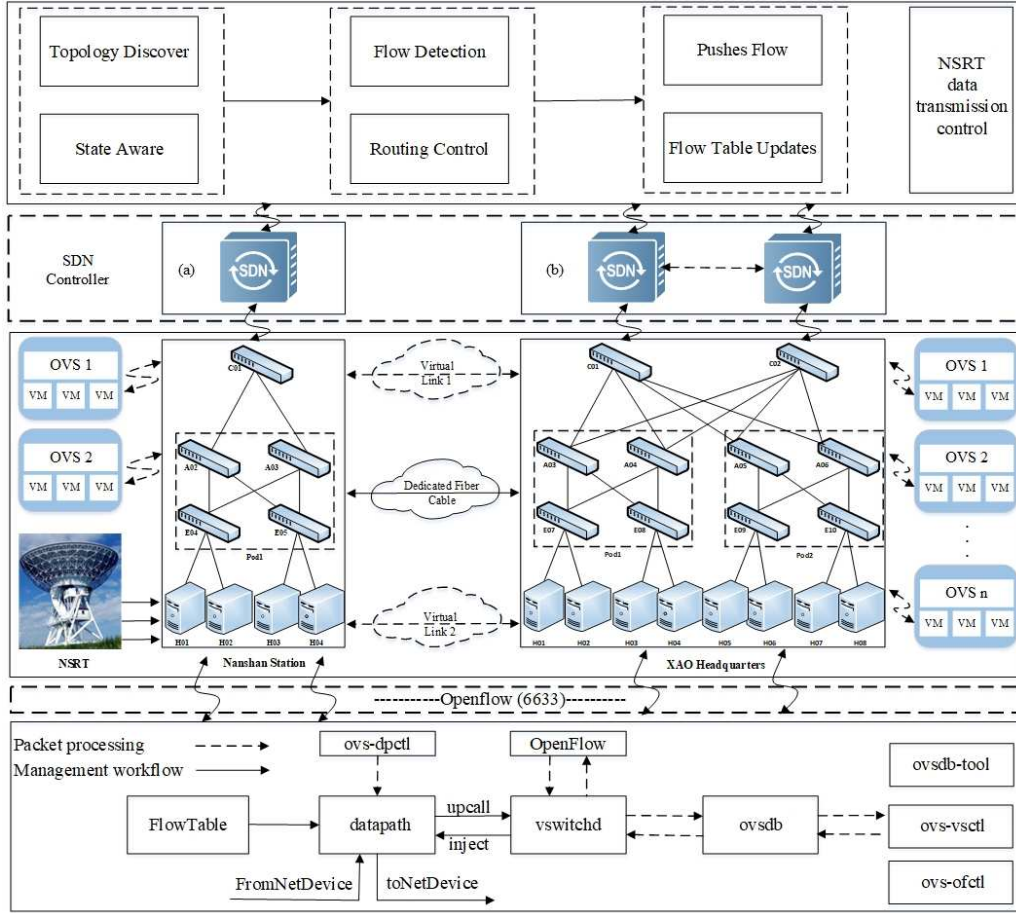 Topology Discover
State Aware
Flow Detection
Routing Control
Pushes Flow
Flow Table Updates
NSRT
data
transmission
control
SDN
Controller
(a)
SDN
(b)
SDN
SDN
OVS 1
VM VM VM
OVS 2
VM VM VM
NSRT
C01
A02 A03
E04 E05
Pod1
H01 H02 H03 H04
Nanshan Station
Virtual
Link 1
Dedicated Fiber
Cable
Virtual
Link 2
C01 C02
A03 A04 A05 A06
E07 E08 E09 E10
Pod1 Pod2
H01 H02 H03 H04 H05 H06 H07 H08
XAO Headquarters
OVS 1
VM VM VM
OVS 2
VM VM VM
OVS n
VM VM VM
Openflow (6633)
Packet processing
Management workflow
ovs-dpctl
OpenFlow
ovsdb-tool
FlowTable
datapath
upcall
inject
vswitchd
ovsdb
ovs-vsctl
FromNetDevice
toNetDevice
ovs-ofctl